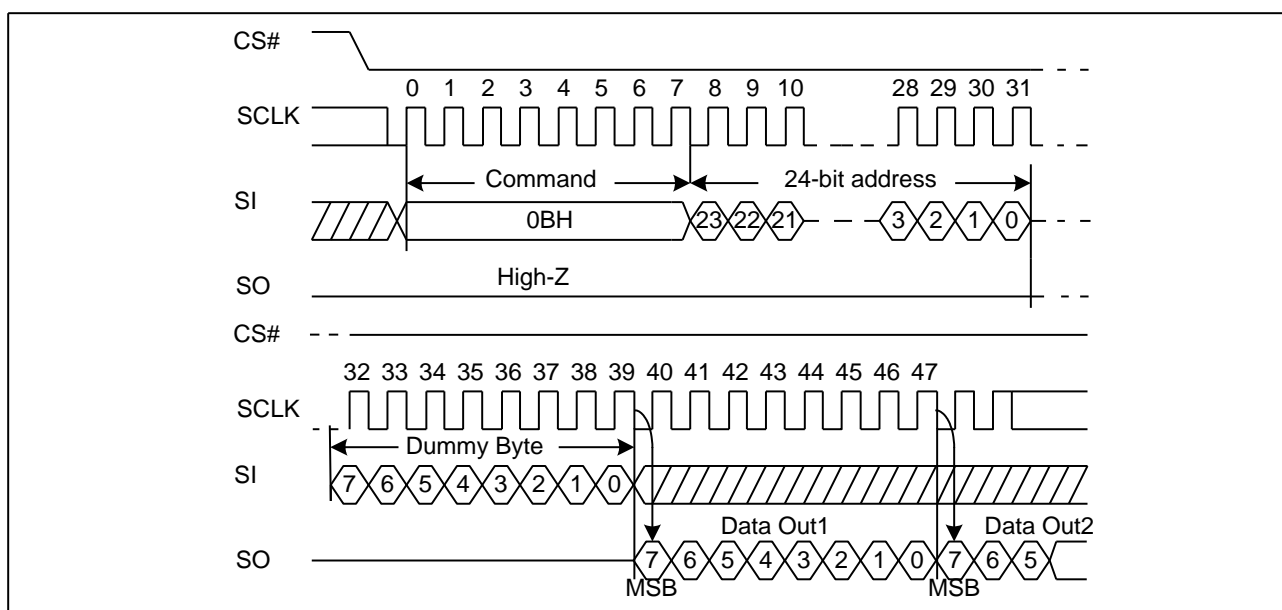 CS#
0 1 2 3 4 5 6 7 8 9 10 28 29 30 31
SCLK
Command 24-bit address
SI
0BH 23 22 21 3 2 1 0
High-Z
SO
CS#
32 33 34 35 36 37 38 39 40 41 42 43 44 45 46 47
SCLK
Dummy Byte
SI
7 6 5 4 3 2 1 0
Data Out1 Data Out2
SO
7 6 5 4 3 2 1 0 7 6 5
MSB MSB